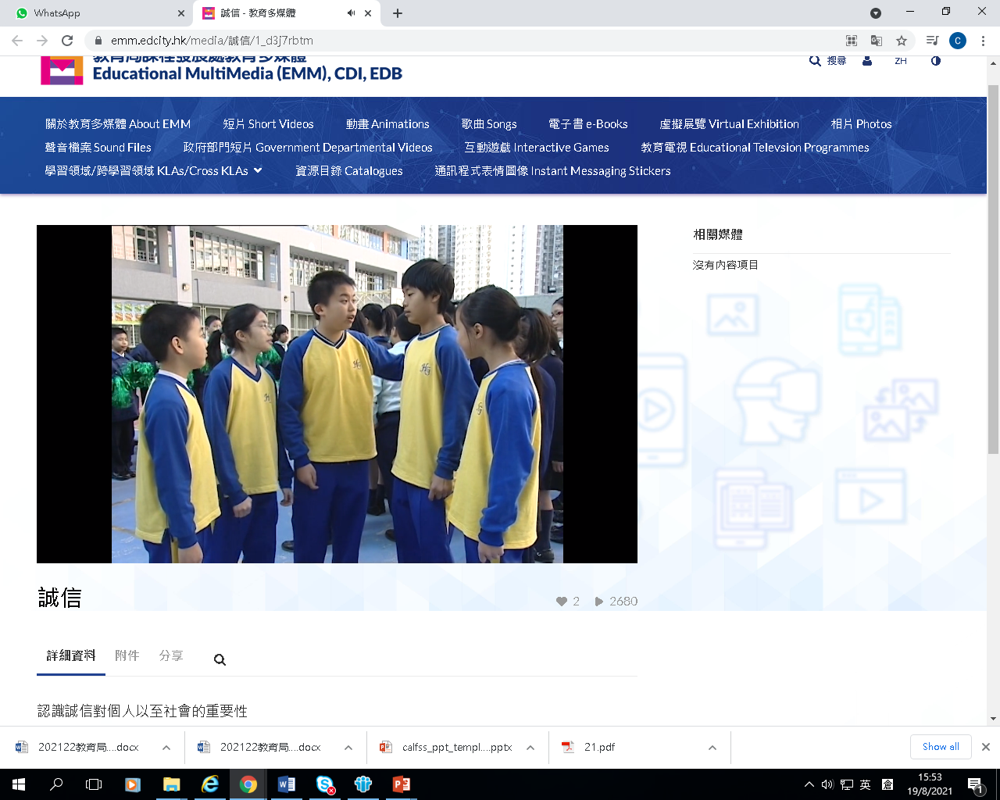 WhatsApp
誠信 - 教育多媒體
emm.edcity.hk/media/誠信/1_d3j7rbtm
C
教育局課程發展處教育多媒體
Educational MultiMedia (EMM), CDI, EDB
搜尋
ZH
關於教育多媒體 About EMM
短片 Short Videos
動畫 Animations
歌曲 Songs
電子書 e-Books
虛擬展覽 Virtual Exhibition
相片 Photos
聲音檔案 Sound Files
政府部門短片 Government Departmental Videos
互動遊戲 Interactive Games
教育電視 Educational Televsion Programmes
學習領域/跨學習領域 KLAs/Cross KLAs
資源目錄 Catalogues
通訊程式表情圖像 Instant Messaging Stickers
相關媒體
沒有內容項目
誠信
2
2680
詳細資料
附件
分享
認識誠信對個人以至社會的重要性
202122教育局....docx
202122教育局....docx
calfss_ppt_templ....pptx
21.pdf
Show all
英
倉
15:53
19/8/2021
1